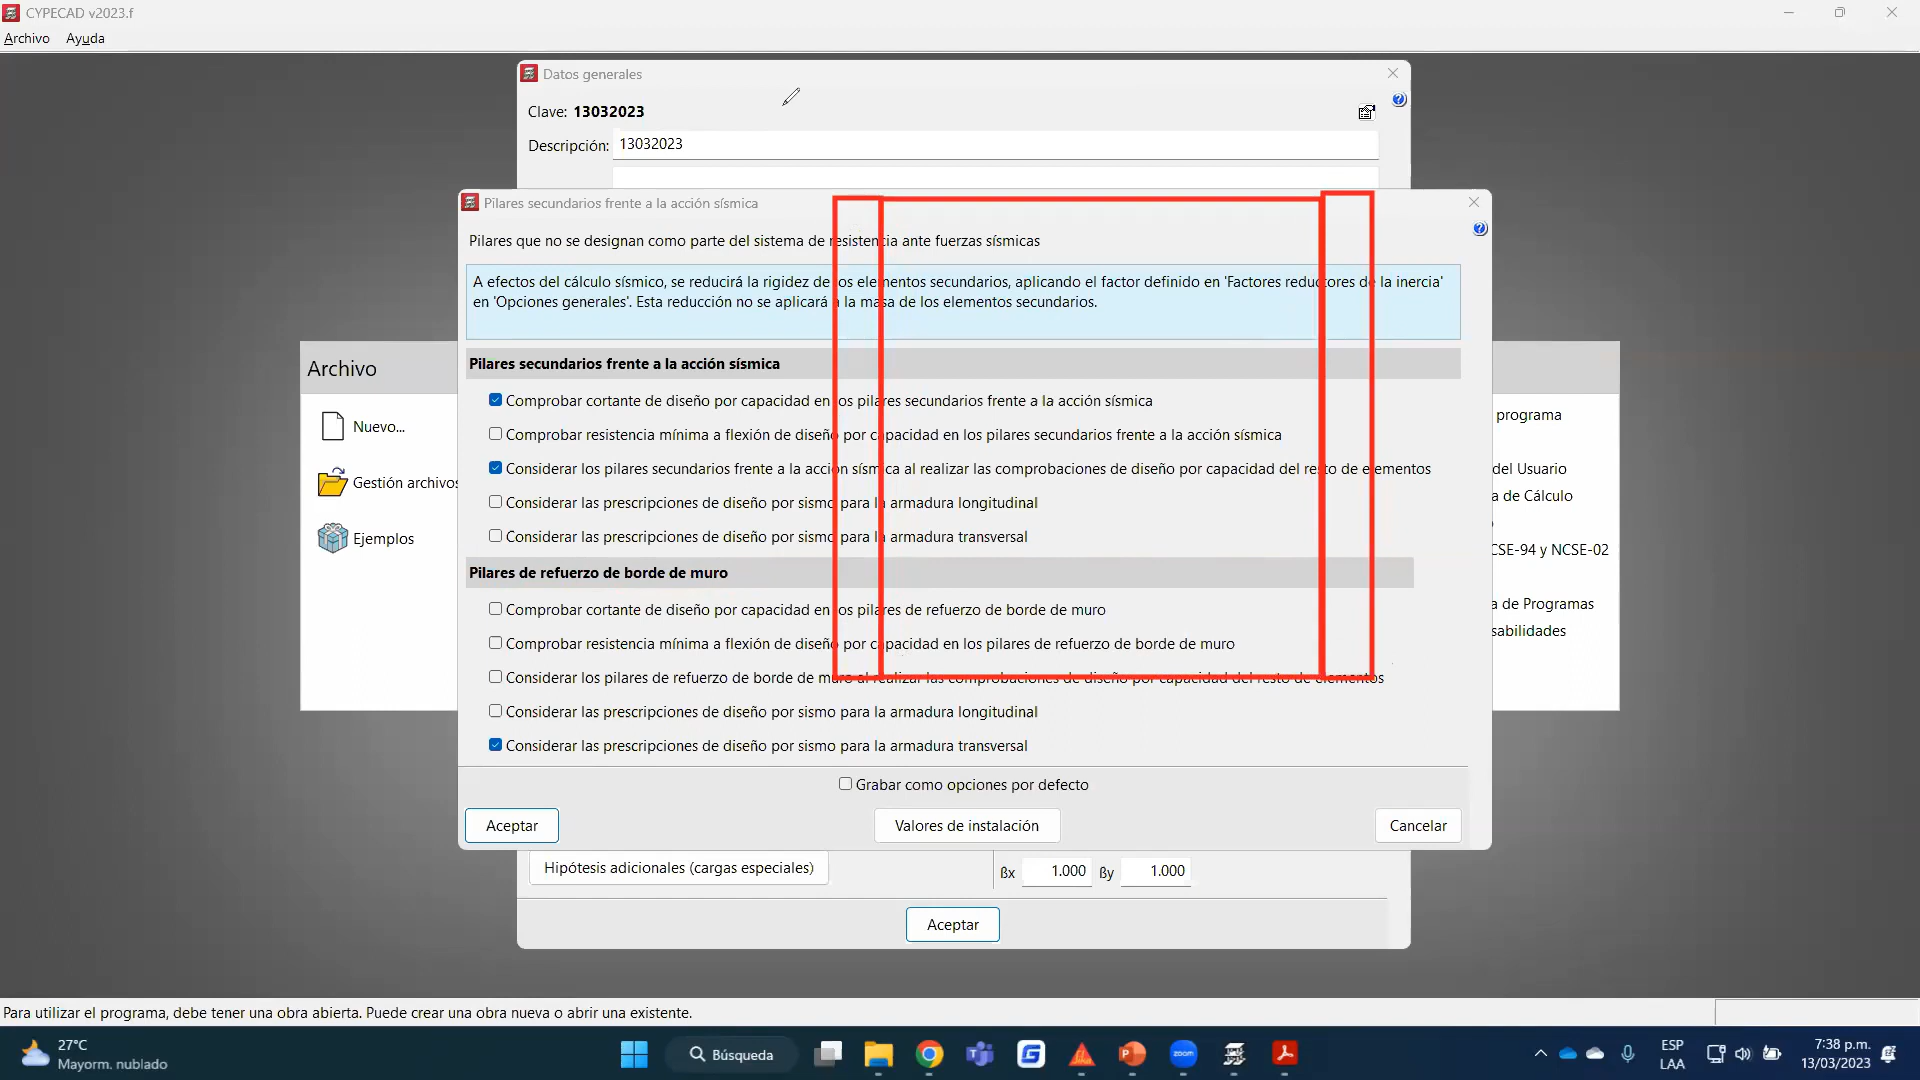 CYPECAD v2023.f
Archivo Ayuda
Datos generales
Clave: 13032023
Descripción: 13032023
Pilares secundarios frente a la acción sísmica
Pilares que no se designan como parte del sistema de resistencia ante fuerzas sísmicas
A efectos del cálculo sísmico, se reducirá la rigidez de los elementos secundarios, aplicando el factor definido en 'Factores reductores de la inercia'
en 'Opciones generales'. Esta reducción no se aplicará a la masa de los elementos secundarios.
Pilares secundarios frente a la acción sísmica
Comprobar cortante de diseño por capacidad en los pilares secundarios frente a la acción sísmica
Comprobar resistencia mínima a flexión de diseño por capacidad en los pilares secundarios frente a la acción sísmica
Considerar los pilares secundarios frente a la acción sísmica al realizar las comprobaciones de diseño por capacidad del resto de elementos
Considerar las prescripciones de diseño por sismo para la armadura longitudinal
Considerar las prescripciones de diseño por sismo para la armadura transversal
Pilares de refuerzo de borde de muro
Comprobar cortante de diseño por capacidad en los pilares de refuerzo de borde de muro
Comprobar resistencia mínima a flexión de diseño por capacidad en los pilares de refuerzo de borde de muro
Considerar los pilares de refuerzo de borde de muro al realizar las comprobaciones de diseño por capacidad del resto de elementos
Considerar las prescripciones de diseño por sismo para la armadura longitudinal
Considerar las prescripciones de diseño por sismo para la armadura transversal
Grabar como opciones por defecto
Aceptar
Valores de instalación
Cancelar
Archivo
Nuevo...
Gestión archivos
Ejemplos
programa
del Usuario
a de Cálculo
CSE-94 y NCSE-02
a de Programas
sabilidades
Hipótesis adicionales (cargas especiales)
ßx 1.000 ßy 1.000
Aceptar
Para utilizar el programa, debe tener una obra abierta. Puede crear una obra nueva o abrir una existente.
27°C
Mayorm. nublado
Búsqueda
zoom
ESP
LAA
7:38 p.m.
13/03/2023